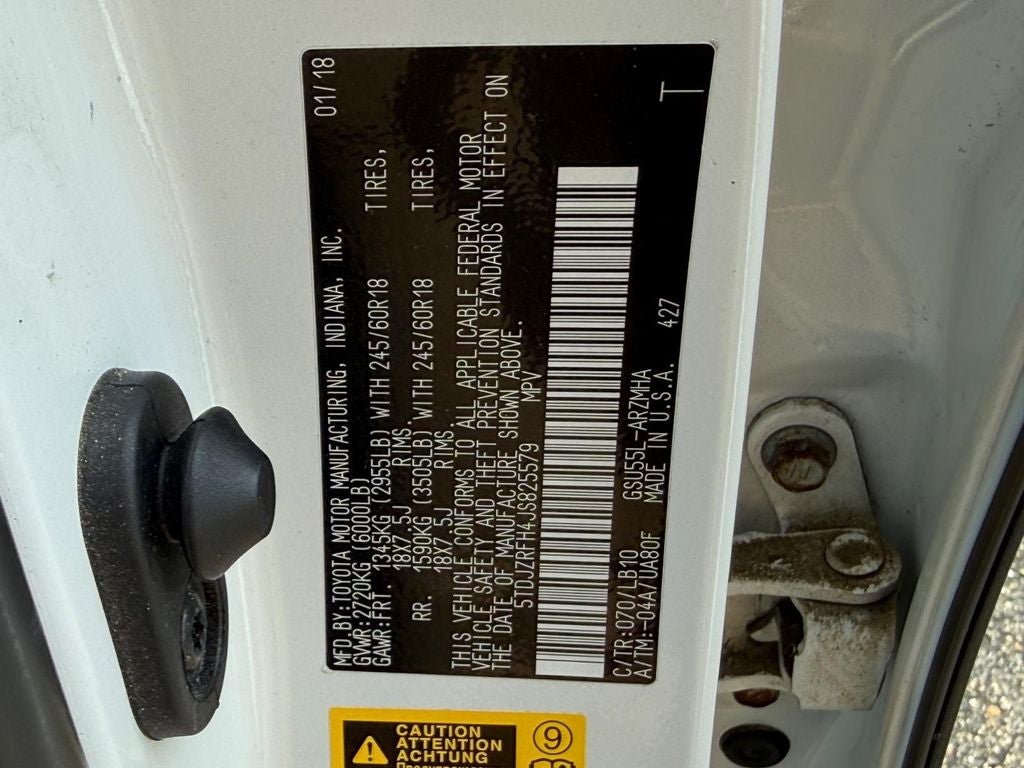 MFD.BY:TOYOTA MOTOR MANUFACTURING, INDIANA, INC. 01/18
GVWR:2720KG (6000LB)
GAWR:FRT. 1345KG (2955LB) WITH 245/60R18 TIRES,
18X7.5J RIMS.
RR. 1590KG (3505LB) WITH 245/60R18 TIRES,
18X7.5J RIMS.
THIS VEHICLE CONFORMS TO ALL APPLICABLE FEDERAL MOTOR
VEHICLE SAFETY AND THEFT PREVENTION STANDARDS IN EFFECT ON
THE DATE OF MANUFACTURE SHOWN ABOVE.
5TDJZRFH4JS825579 MPV
C/TR:070/LB10 GSU55L-ARZMHA
A/TM:-04A/UA80F MADE IN U.S.A. 427
T
CAUTION
ATTENTION
ACHTUNG
9